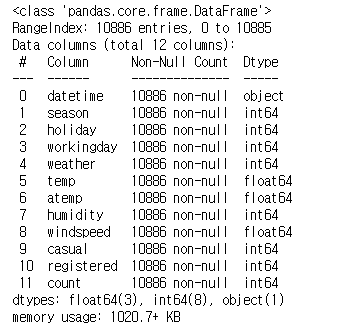 <class 'pandas.core.frame.DataFrame'>
RangeIndex: 10886 entries, 0 to 10885
Data columns (total 12 columns):
 #   Column      Non-Null Count  Dtype
---  ------      --------------  -----
 0   datetime    10886 non-null  object
 1   season      10886 non-null  int64
 2   holiday     10886 non-null  int64
 3   workingday  10886 non-null  int64
 4   weather     10886 non-null  int64
 5   temp        10886 non-null  float64
 6   atemp       10886 non-null  float64
 7   humidity    10886 non-null  int64
 8   windspeed   10886 non-null  float64
 9   casual      10886 non-null  int64
 10  registered  10886 non-null  int64
 11  count       10886 non-null  int64
dtypes: float64(3), int64(8), object(1)
memory usage: 1020.7+ KB